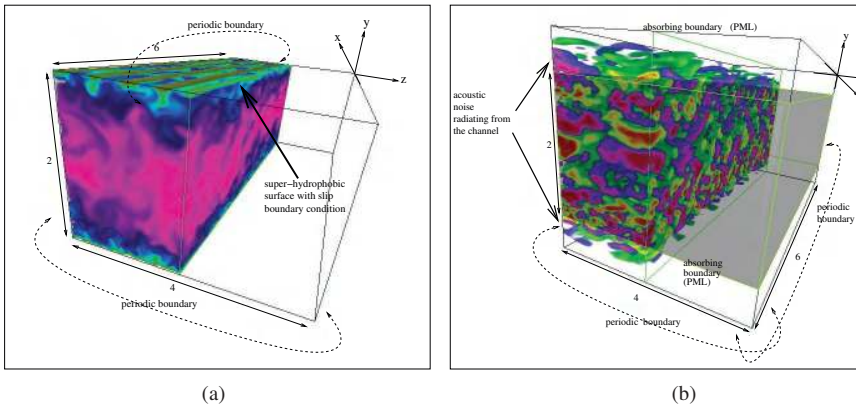 periodic boundary
6
x
y
z
2
super-hydrophobic
surface with slip
boundary condition
4
periodic boundary
(a)
absorbing boundary (PML)
y
acoustic
noise
radiating from
the channel
2
periodic
boundary
6
absorbing
boundary
(PML)
4
periodic boundary
(b)